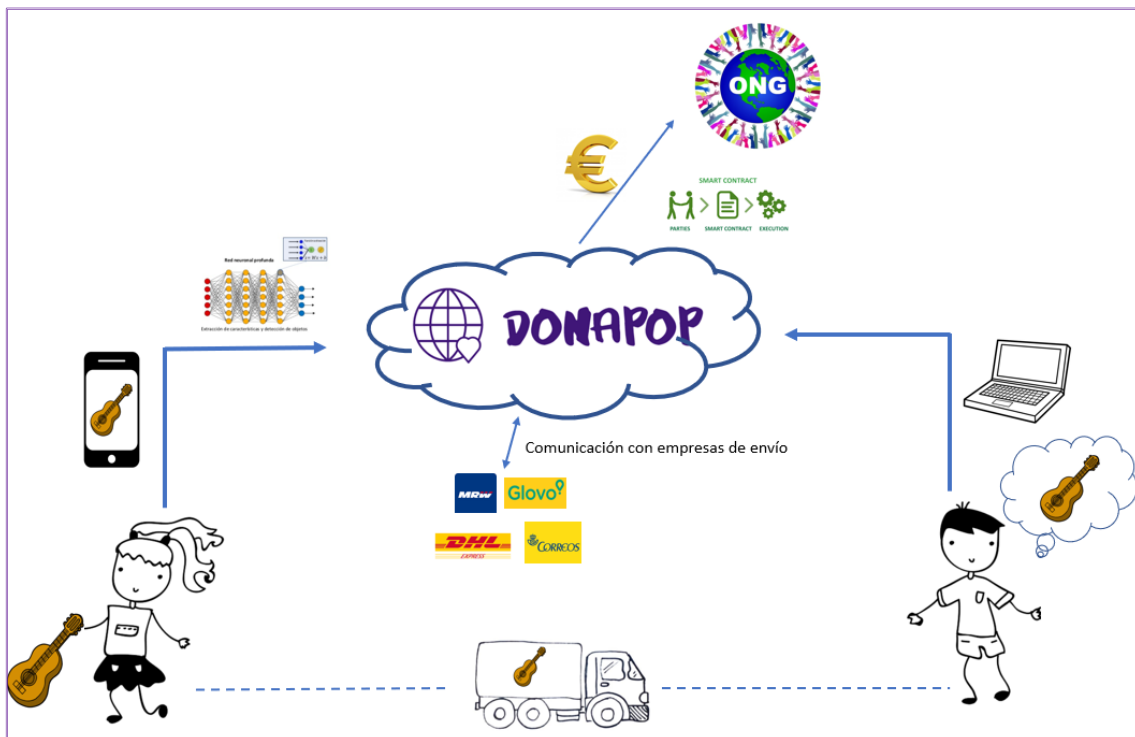 ONG
€
SMART CONTRACT
PARTIES
SMART CONTRACT
EXECUTION
Red neuronal profunda
Extracción de características y detección de objetos
DONAPOP
Comunicación con empresas de envío
MRW
Glovo
DHL
EXPRESS
CORREOS